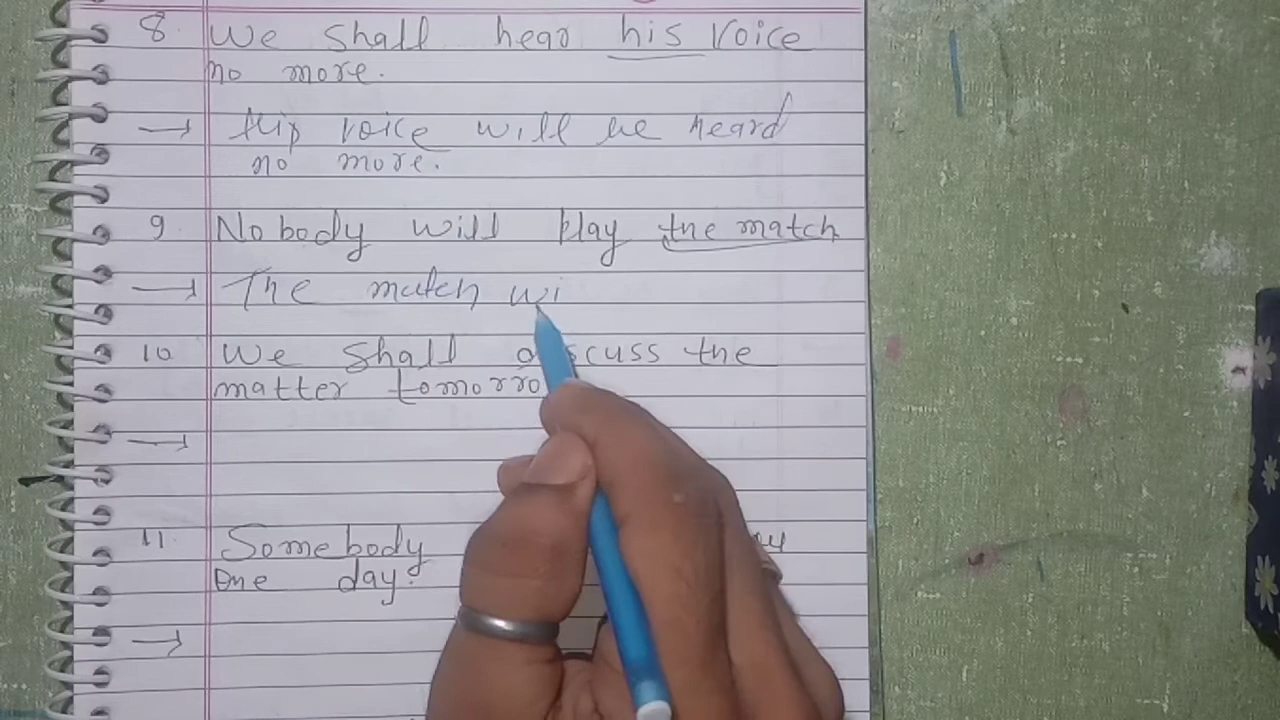 8 We shall hear his voice
no more.
→ His voice will be heard
no more.
9 Nobody will play the match
→ The match wi
10 We shall discuss the
matter tomorro
→
11 Somebody
One day.
→